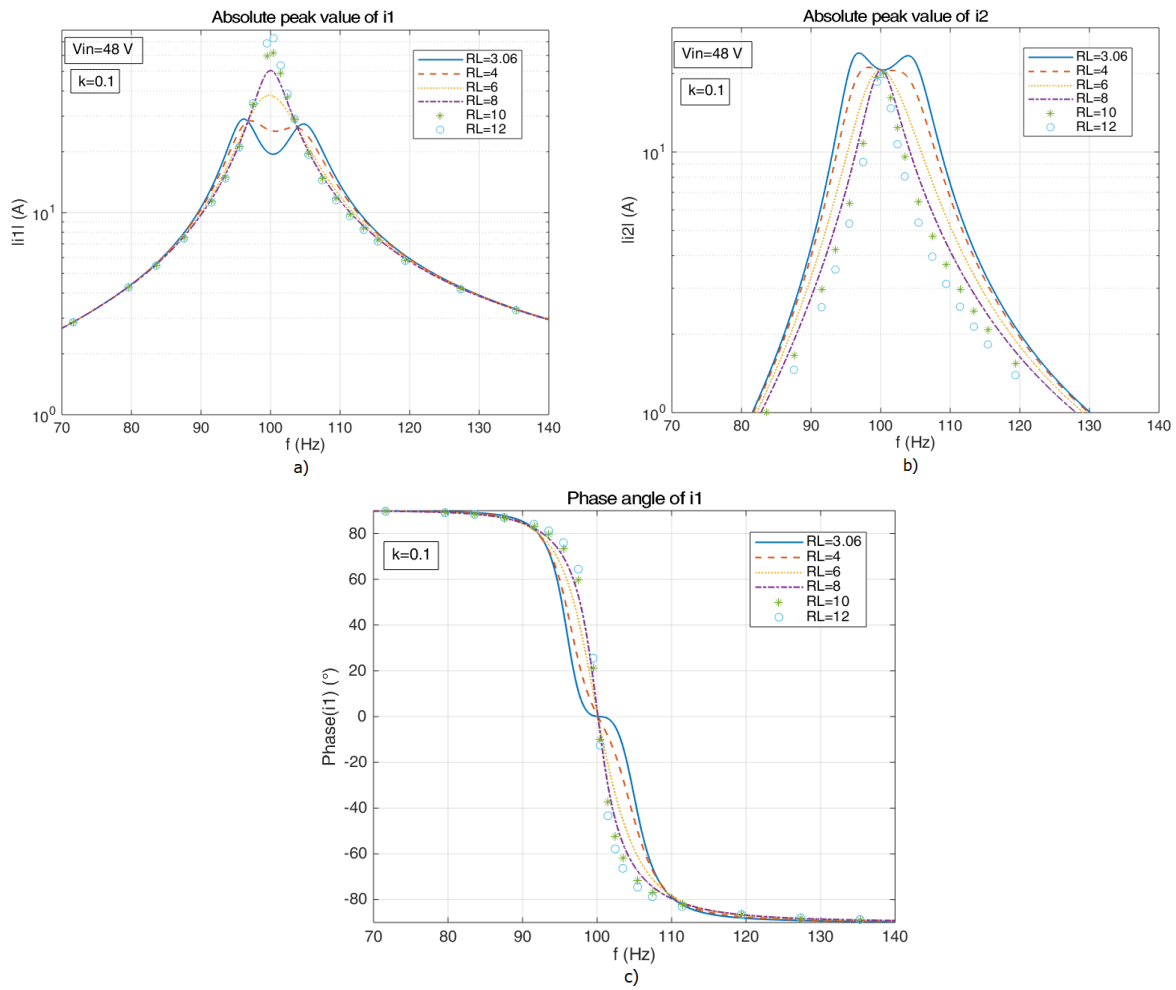 Absolute peak value of i1
Vin=48 V
k=0.1
RL=3.06
RL=4
RL=6
RL=8
RL=10
RL=12
|i1| (A)
10^1
10^0
70 80 90 100 110 120 130 140
f (Hz)
a)
Absolute peak value of i2
Vin=48 V
k=0.1
RL=3.06
RL=4
RL=6
RL=8
RL=10
RL=12
|i2| (A)
10^1
10^0
70 80 90 100 110 120 130 140
f (Hz)
b)
Phase angle of i1
k=0.1
RL=3.06
RL=4
RL=6
RL=8
RL=10
RL=12
Phase(i1) (°)
80
60
40
20
0
-20
-40
-60
-80
70 80 90 100 110 120 130 140
f (Hz)
c)